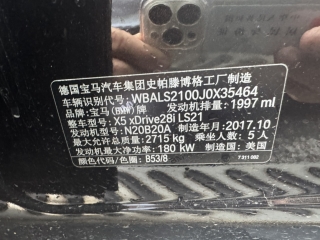 德国宝马汽车集团史帕滕博格工厂制造
车辆识别代号: WBALS2100J0X35464
品牌: 宝马(BMW)牌 发动机排量: 1997 ml
整车型号: X5 xDrive28i LS21
发动机型号: N20B20A 制造年月: 2017.10
最大允许总质量: 2715 kg 乘坐人数: 5 人
发动机最大净功率: 180 kW 制造国: 美国
颜色代码/色圈: B53/8
7311 082